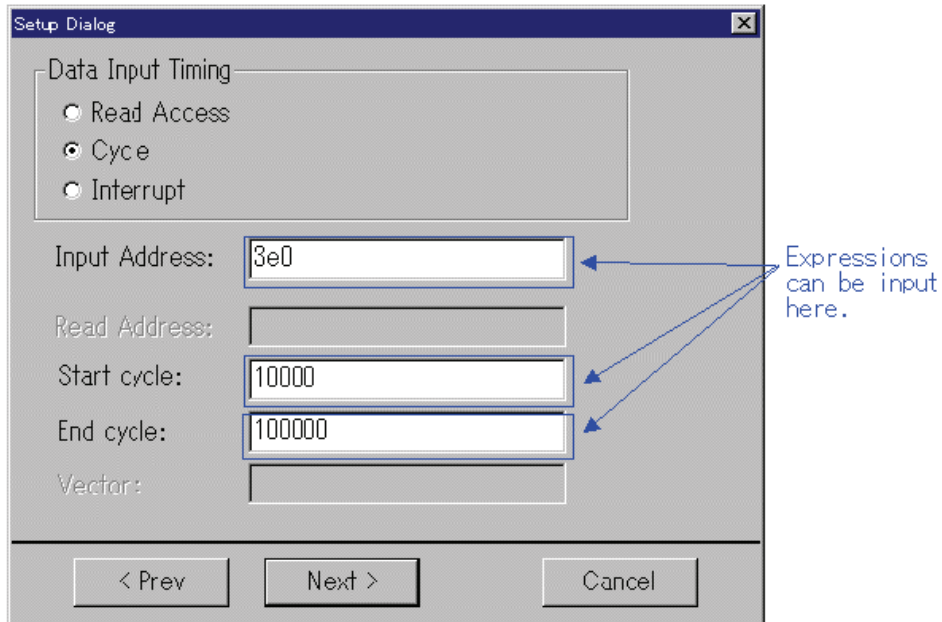 Setup Dialog
Data Input Timing
Read Access
Cyce
Interrupt
Input Address: 3e0
Read Address:
Start cycle: 10000
End cycle: 100000
Vector:
< Prev Next > Cancel
Expressions
can be input
here.